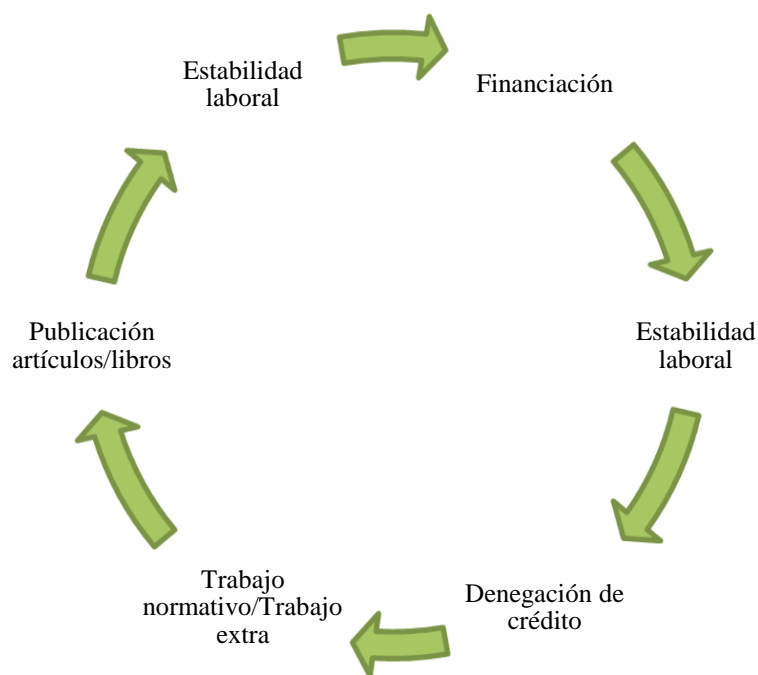 Estabilidad
laboral
Financiación
Estabilidad
laboral
Denegación de
crédito
Trabajo
normativo/Trabajo
extra
Publicación
artículos/libros